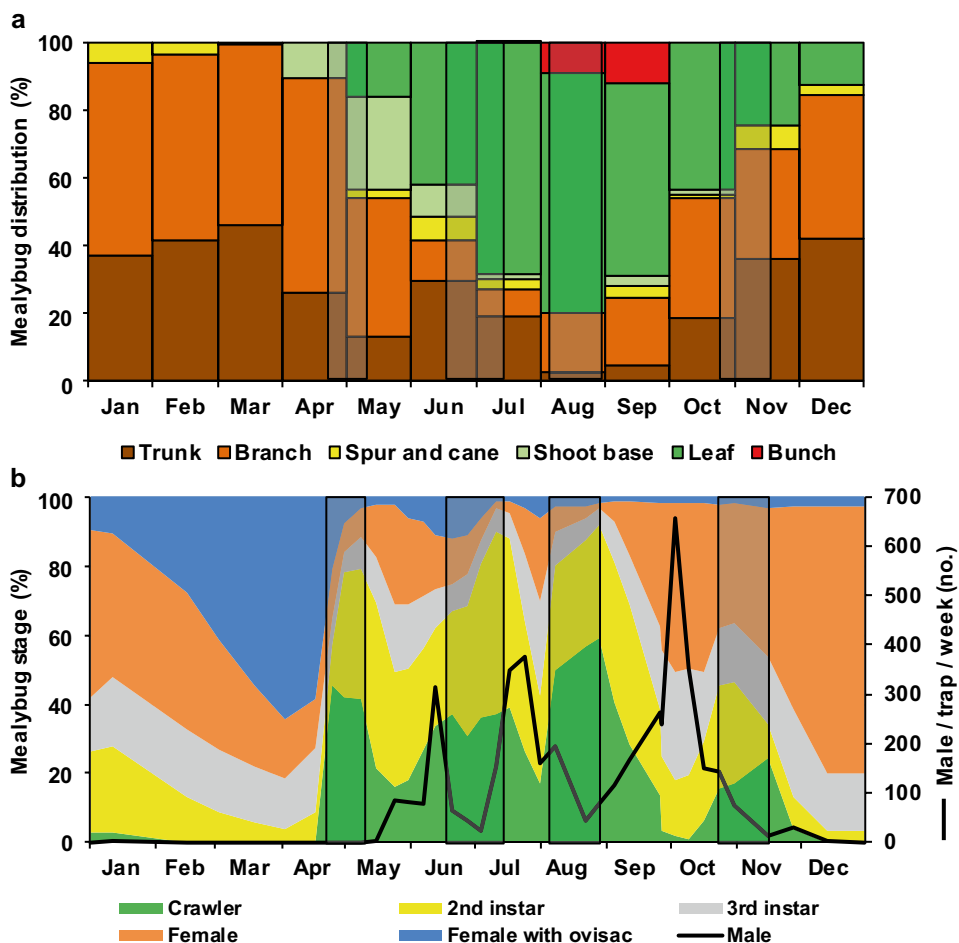 a
Mealybug distribution (%)
100
80
60
40
20
0
Jan Feb Mar Apr May Jun Jul Aug Sep Oct Nov Dec
Trunk Branch Spur and cane Shoot base Leaf Bunch
b
Mealybug stage (%)
100
80
60
40
20
0
700
600
500
400
300
200
100
0
Male / trap / week (no.)
Jan Feb Mar Apr May Jun Jul Aug Sep Oct Nov Dec
Crawler 2nd instar 3rd instar
Female Female with ovisac Male